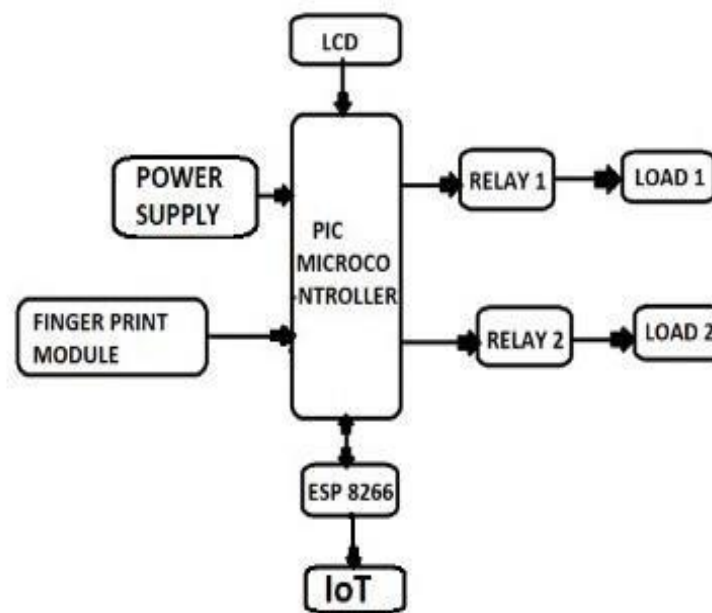 LCD
POWER
SUPPLY
RELAY 1
LOAD 1
PIC
MICROCO
NTROLLER
FINGER PRINT
MODULE
RELAY 2
LOAD 2
ESP 8266
IoT